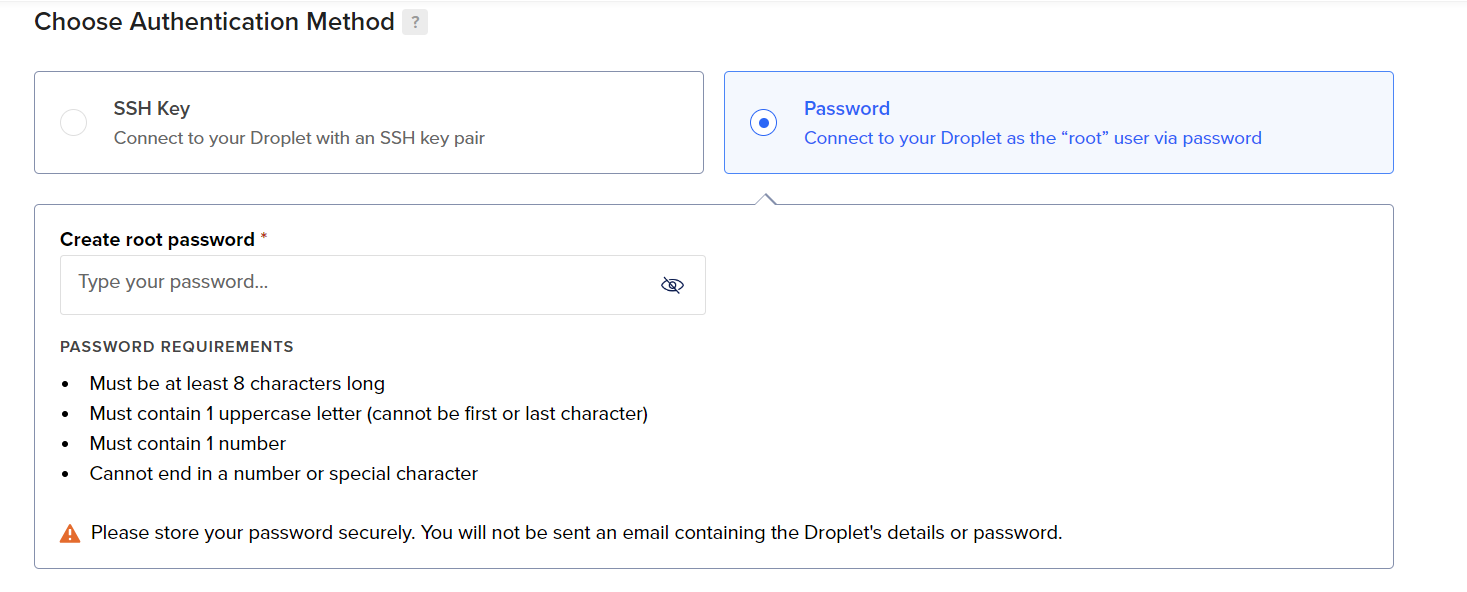 Choose Authentication Method ?
SSH Key
Connect to your Droplet with an SSH key pair
Password
Connect to your Droplet as the “root” user via password
Create root password *
Type your password...
PASSWORD REQUIREMENTS
• Must be at least 8 characters long
• Must contain 1 uppercase letter (cannot be first or last character)
• Must contain 1 number
• Cannot end in a number or special character
Please store your password securely. You will not be sent an email containing the Droplet's details or password.